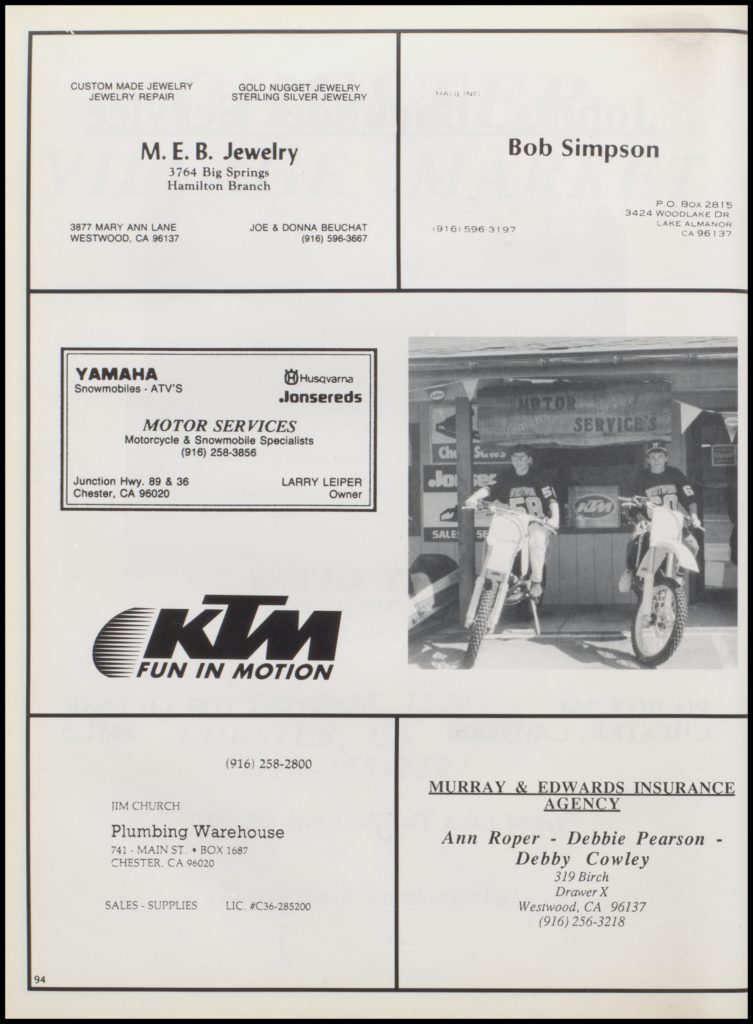 CUSTOM MADE JEWELRY
JEWELRY REPAIR
GOLD NUGGET JEWELRY
STERLING SILVER JEWELRY
M. E. B. Jewelry
3764 Big Springs
Hamilton Branch
3877 MARY ANN LANE
WESTWOOD, CA 96137
JOE & DONNA BEUCHAT
(916) 596-3667
HAULING
Bob Simpson
(916) 596-3197
P.O. BOX 2815
3424 WOODLAKE DR.
LAKE ALMANOR
CA 96137
YAMAHA
Snowmobiles - ATV'S
Husqvarna
Jonsereds
MOTOR SERVICES
Motorcycle & Snowmobile Specialists
(916) 258-3856
Junction Hwy. 89 & 36
Chester, CA 96020
LARRY LEIPER
Owner
MOTOR
SERVICE'S
Saws
Open
KTM
SALES
KTM
FUN IN MOTION
(916) 258-2800
JIM CHURCH
Plumbing Warehouse
741 - MAIN ST. • BOX 1687
CHESTER, CA 96020
SALES - SUPPLIES LIC. #C36-285200
MURRAY & EDWARDS INSURANCE
AGENCY
Ann Roper - Debbie Pearson -
Debby Cowley
319 Birch
Drawer X
Westwood, CA 96137
(916) 256-3218
94